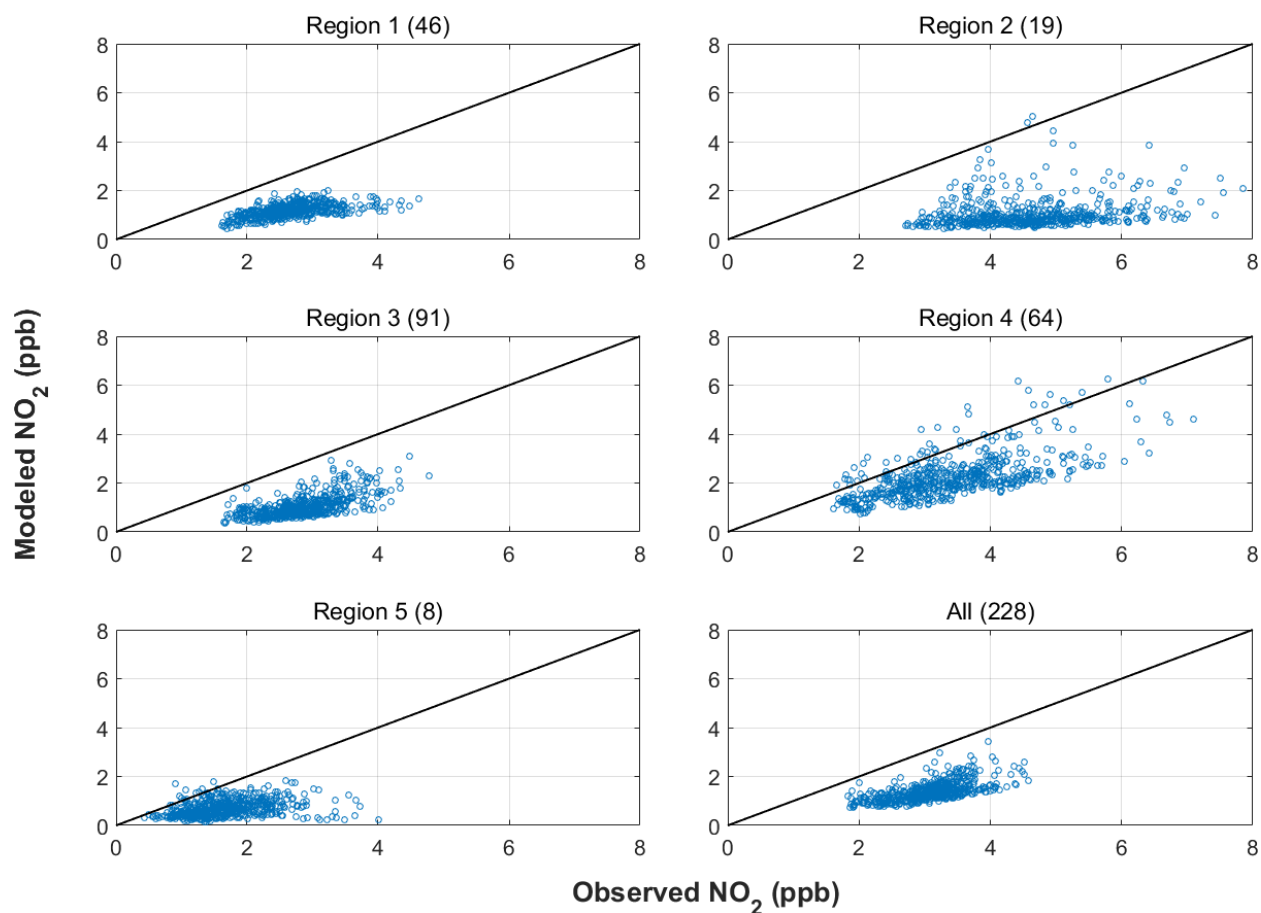 Region 1 (46)
8
6
4
2
0
0 2 4 6 8
Region 2 (19)
8
6
4
2
0
0 2 4 6 8
Region 3 (91)
8
6
4
2
0
0 2 4 6 8
Region 4 (64)
8
6
4
2
0
0 2 4 6 8
Region 5 (8)
8
6
4
2
0
0 2 4 6 8
All (228)
8
6
4
2
0
0 2 4 6 8
Modeled NO₂ (ppb)
Observed NO₂ (ppb)